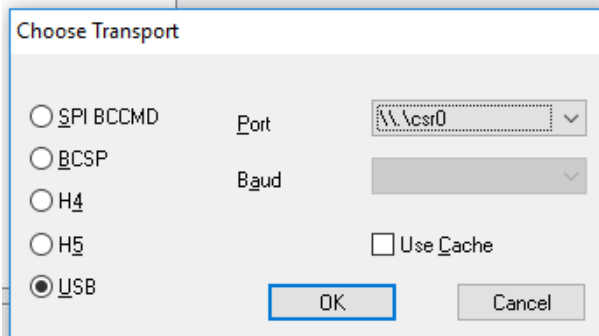 Choose Transport
SPI BCCMD
Port
\\.\csr0
BCSP
Baud
H4
H5
Use Cache
USB
OK
Cancel